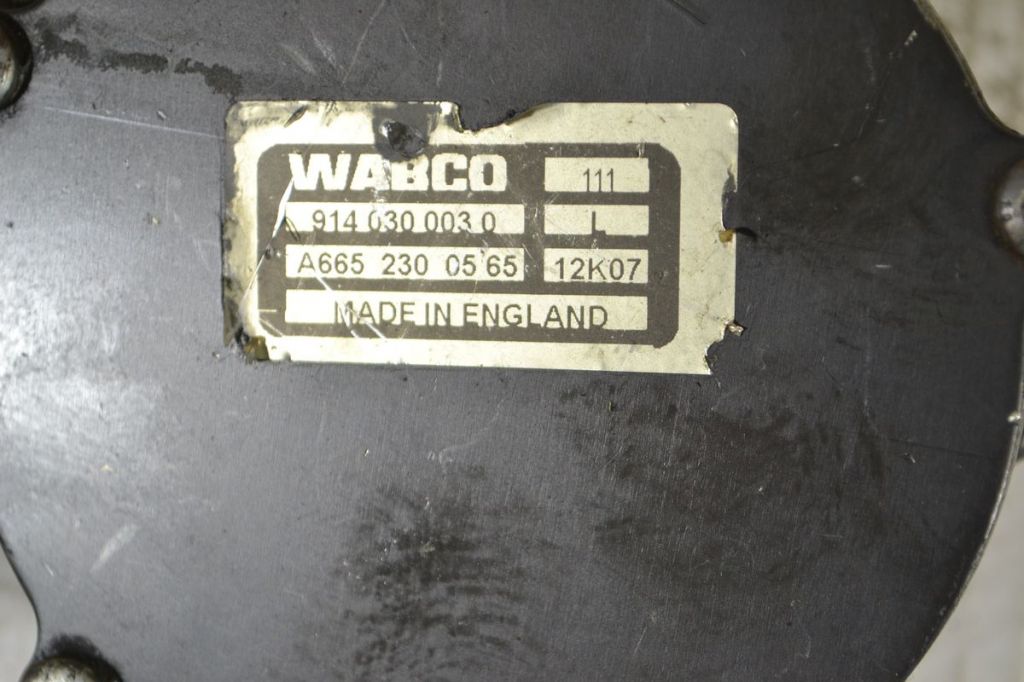 WABCO 111
914 030 003 0 L
A665 230 05 65 12K07
MADE IN ENGLAND